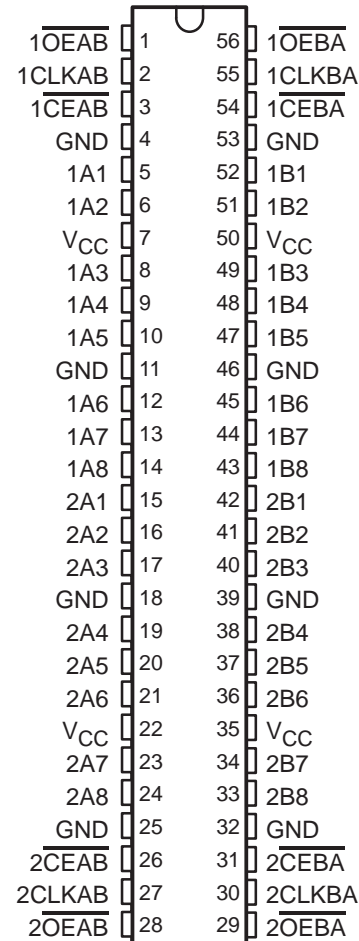 1OEAB 1 56 1OEBA
1CLKAB 2 55 1CLKBA
1CEAB 3 54 1CEBA
GND 4 53 GND
1A1 5 52 1B1
1A2 6 51 1B2
VCC 7 50 VCC
1A3 8 49 1B3
1A4 9 48 1B4
1A5 10 47 1B5
GND 11 46 GND
1A6 12 45 1B6
1A7 13 44 1B7
1A8 14 43 1B8
2A1 15 42 2B1
2A2 16 41 2B2
2A3 17 40 2B3
GND 18 39 GND
2A4 19 38 2B4
2A5 20 37 2B5
2A6 21 36 2B6
VCC 22 35 VCC
2A7 23 34 2B7
2A8 24 33 2B8
GND 25 32 GND
2CEAB 26 31 2CEBA
2CLKAB 27 30 2CLKBA
2OEAB 28 29 2OEBA